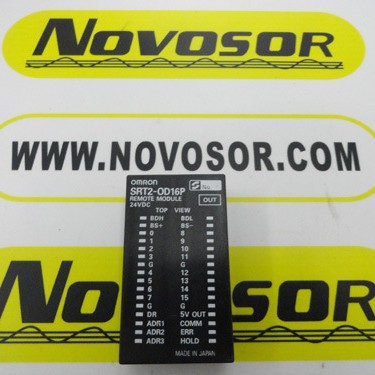 NOVOSOR
WWW.NOVOSOR.COM
OMRON
SRT2-OD16P
REMOTE MODULE
24VDC
No.
OUT
TOP VIEW
BDH BDL
BS+ BS-
0 8
1 9
2 10
3 11
G G
4 12
5 13
6 14
7 15
G G
DR 5V OUT
ADR1 COMM
ADR2 ERR
ADR3 HOLD
MADE IN JAPAN
NOVOSOR